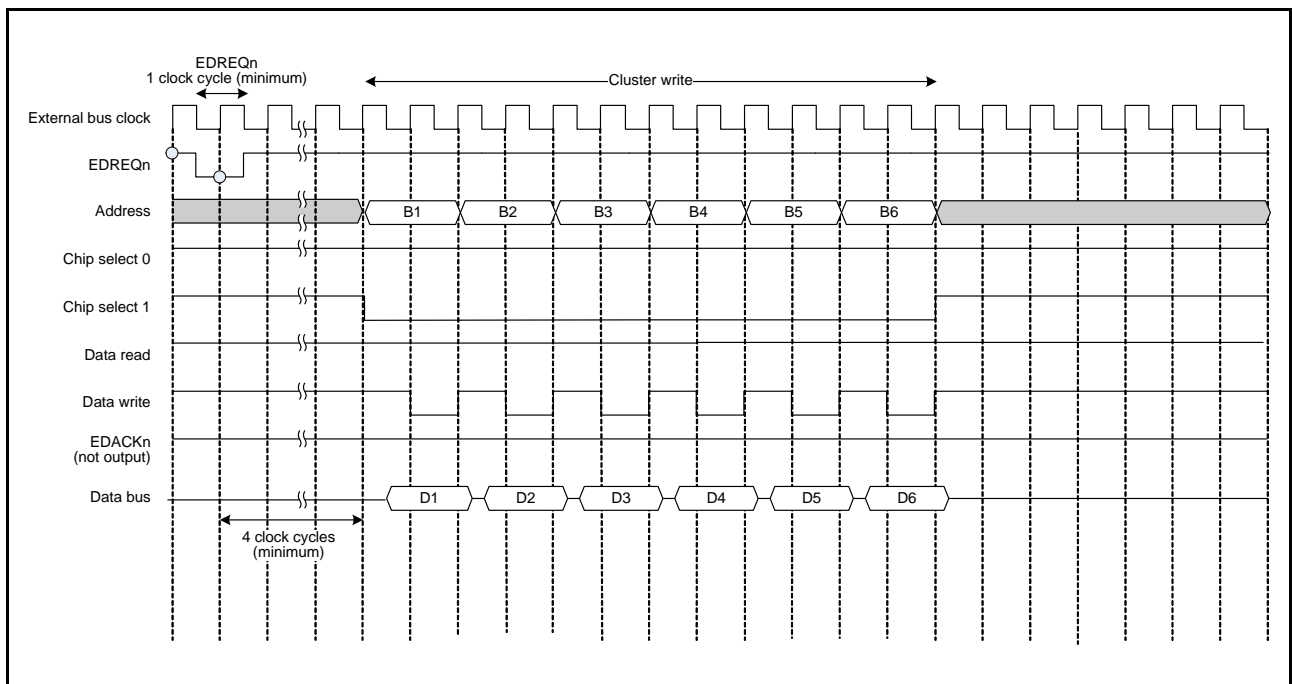 EDREQn
1 clock cycle (minimum)
Cluster write
External bus clock
EDREQn
Address
B1 B2 B3 B4 B5 B6
Chip select 0
Chip select 1
Data read
Data write
EDACKn
(not output)
Data bus
D1 D2 D3 D4 D5 D6
4 clock cycles
(minimum)